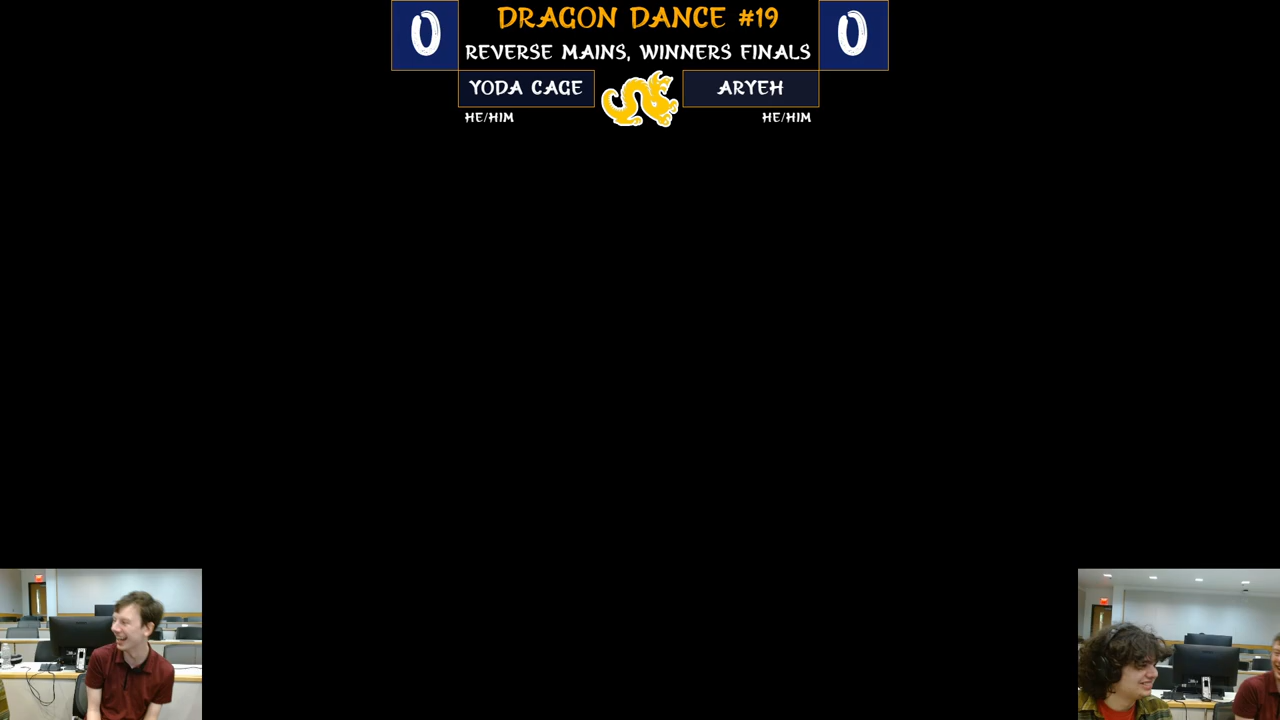 0
DRAGON DANCE #19
0
REVERSE MAINS, WINNERS FINALS
YODA CAGE
ARYEH
HE/HIM
HE/HIM